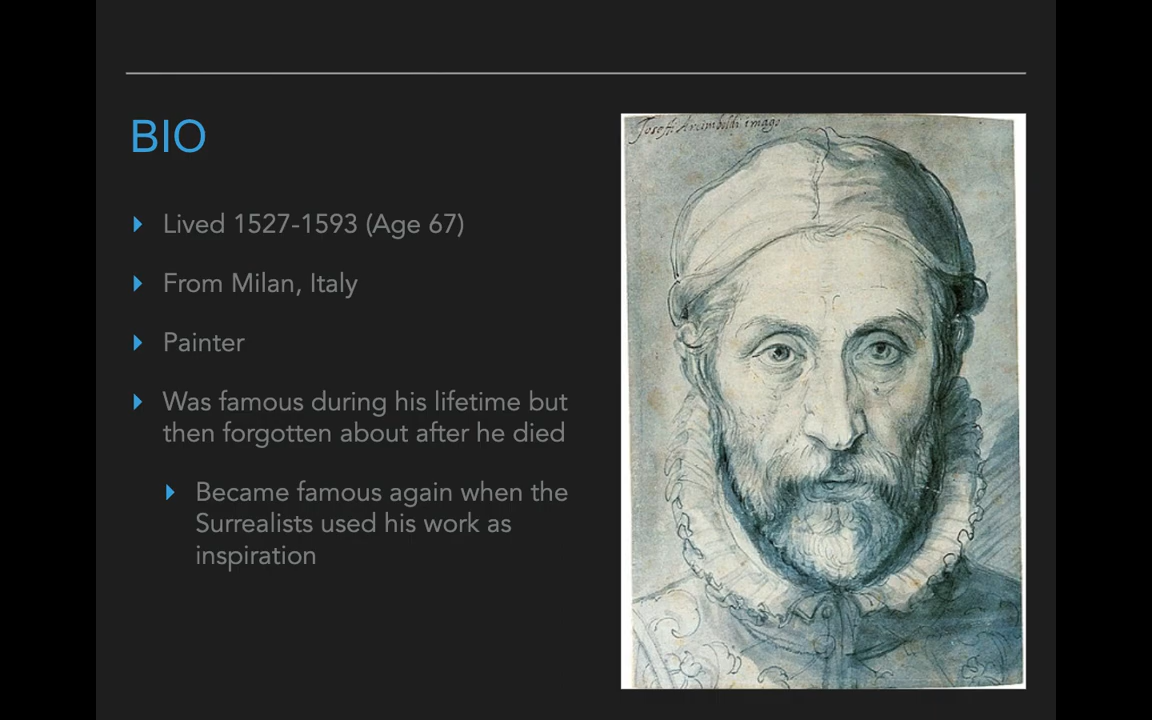 BIO
Joseffi Arcimboldi imago
Lived 1527-1593 (Age 67)
From Milan, Italy
Painter
Was famous during his lifetime but
then forgotten about after he died
Became famous again when the
Surrealists used his work as
inspiration